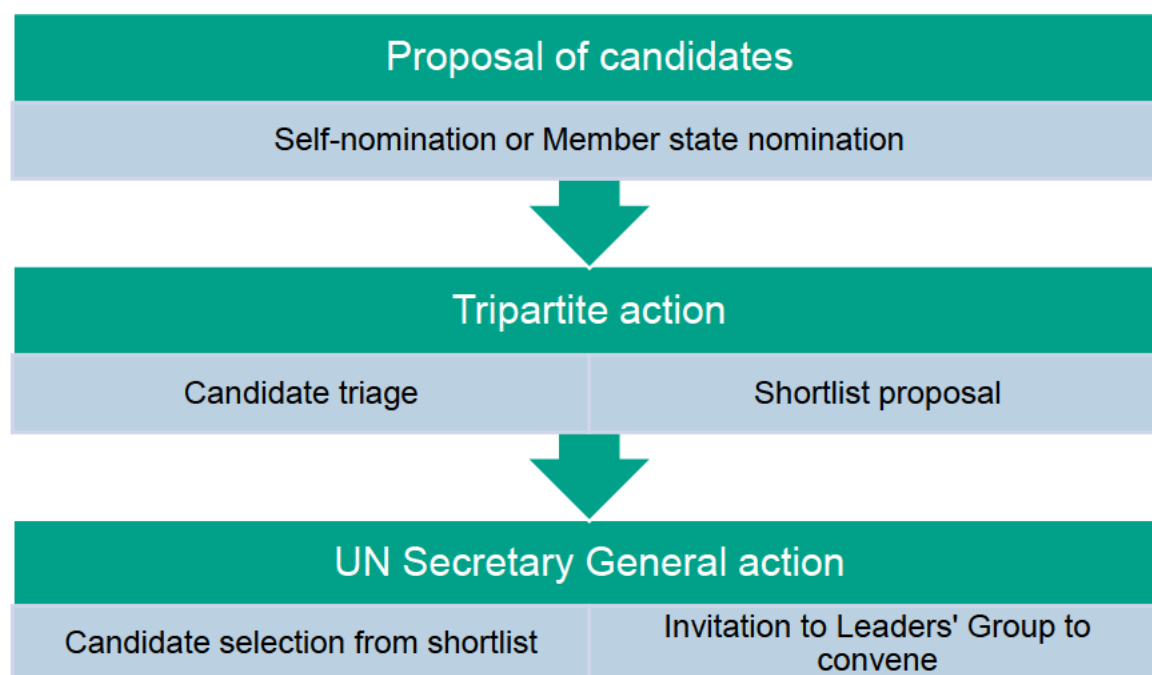 Proposal of candidates
Self-nomination or Member state nomination
Tripartite action
Candidate triage
Shortlist proposal
UN Secretary General action
Candidate selection from shortlist
Invitation to Leaders' Group to
convene